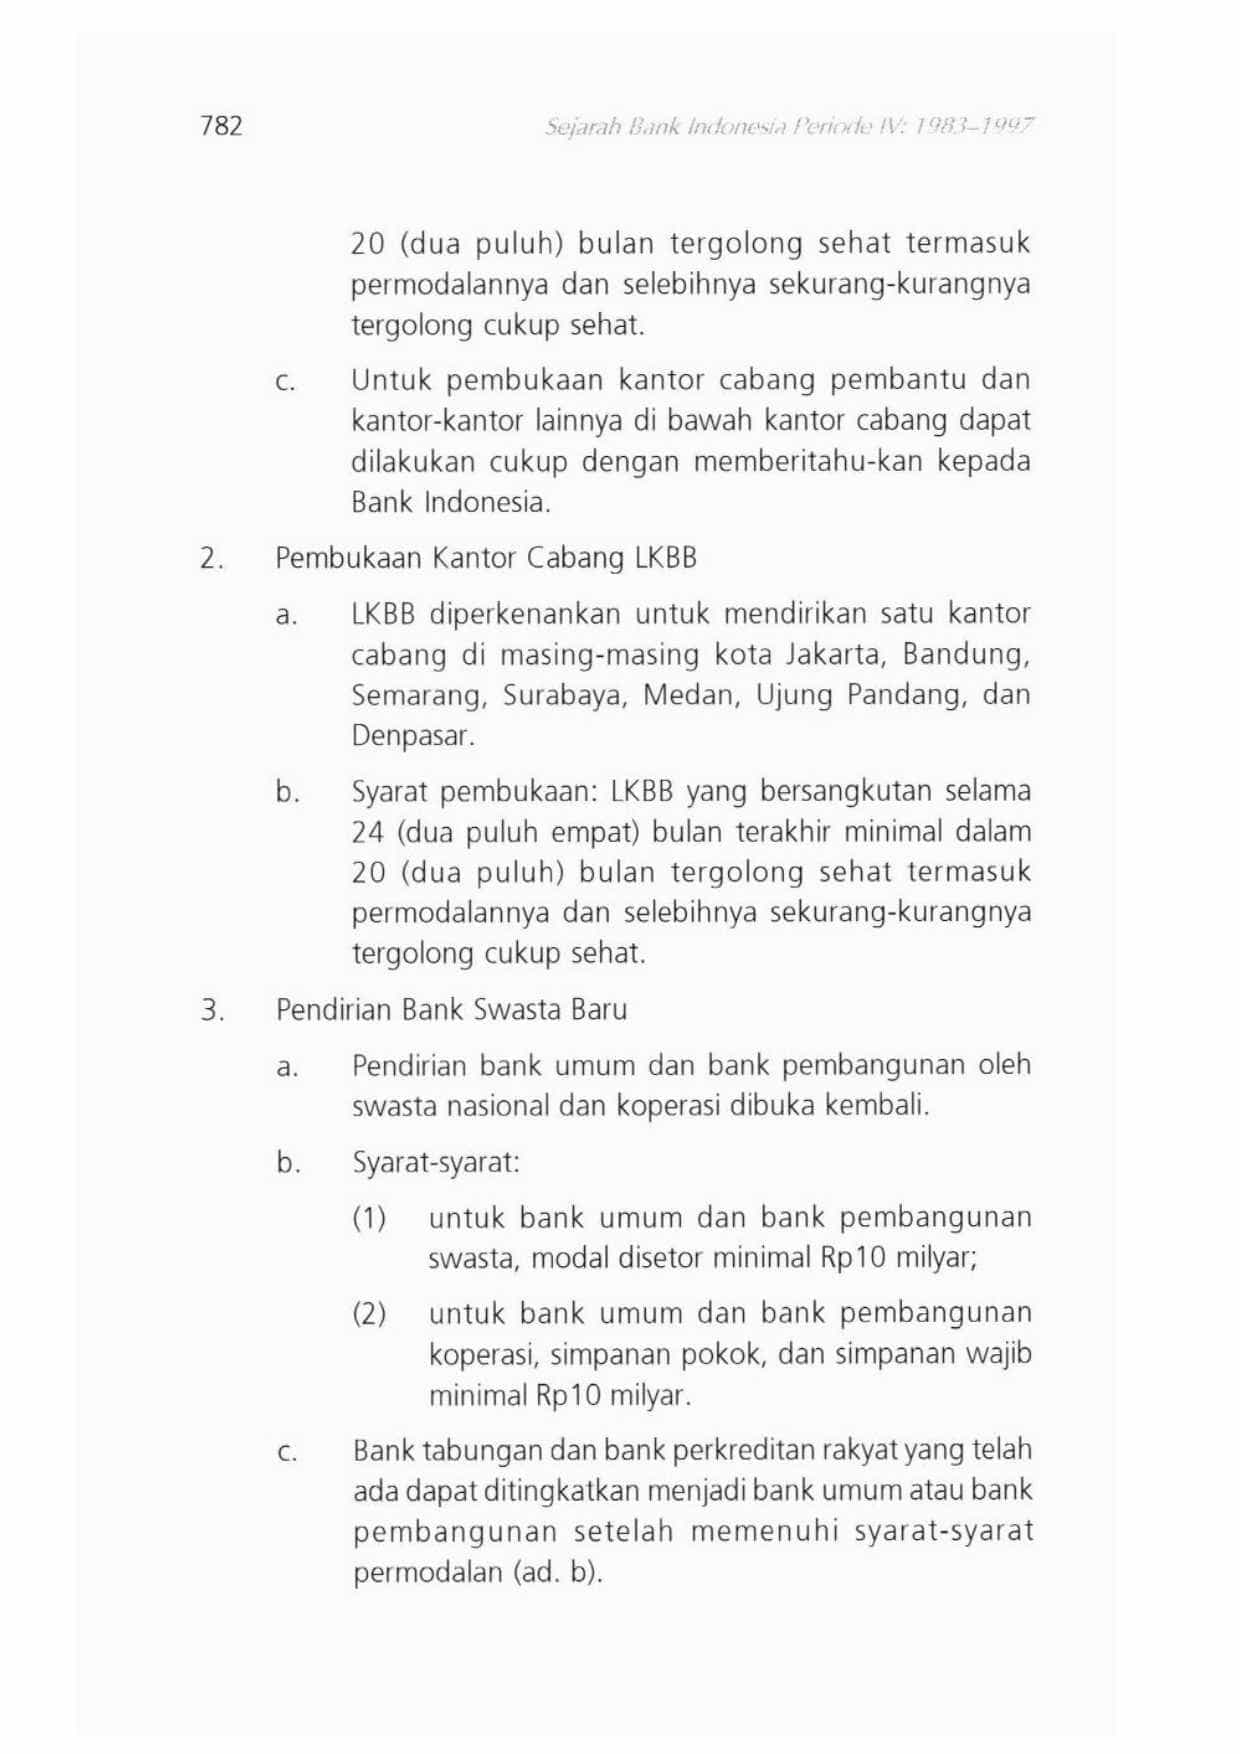 782 Sejarah Bank Indonesia Periode IV: 1983–1997
20 (dua puluh) bulan tergolong sehat termasuk
permodalannya dan selebihnya sekurang-kurangnya
tergolong cukup sehat.
c. Untuk pembukaan kantor cabang pembantu dan
kantor-kantor lainnya di bawah kantor cabang dapat
dilakukan cukup dengan memberitahu-kan kepada
Bank Indonesia.
2. Pembukaan Kantor Cabang LKBB
a. LKBB diperkenankan untuk mendirikan satu kantor
cabang di masing-masing kota Jakarta, Bandung,
Semarang, Surabaya, Medan, Ujung Pandang, dan
Denpasar.
b. Syarat pembukaan: LKBB yang bersangkutan selama
24 (dua puluh empat) bulan terakhir minimal dalam
20 (dua puluh) bulan tergolong sehat termasuk
permodalannya dan selebihnya sekurang-kurangnya
tergolong cukup sehat.
3. Pendirian Bank Swasta Baru
a. Pendirian bank umum dan bank pembangunan oleh
swasta nasional dan koperasi dibuka kembali.
b. Syarat-syarat:
(1) untuk bank umum dan bank pembangunan
swasta, modal disetor minimal Rp10 milyar;
(2) untuk bank umum dan bank pembangunan
koperasi, simpanan pokok, dan simpanan wajib
minimal Rp10 milyar.
c. Bank tabungan dan bank perkreditan rakyat yang telah
ada dapat ditingkatkan menjadi bank umum atau bank
pembangunan setelah memenuhi syarat-syarat
permodalan (ad. b).